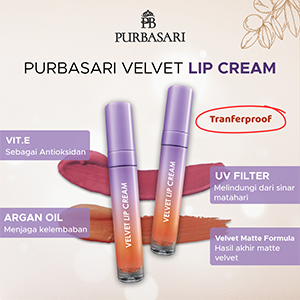 PB
PURBASARI
PURBASARI VELVET LIP CREAM
Tranferproof
VIT.E
Sebagai Antioksidan
UV FILTER
Melindungi dari sinar
matahari
ARGAN OIL
Menjaga kelembaban
Velvet Matte Formula
Hasil akhir matte
velvet
VELVET LIP CREAM
VELVET LIP CREAM